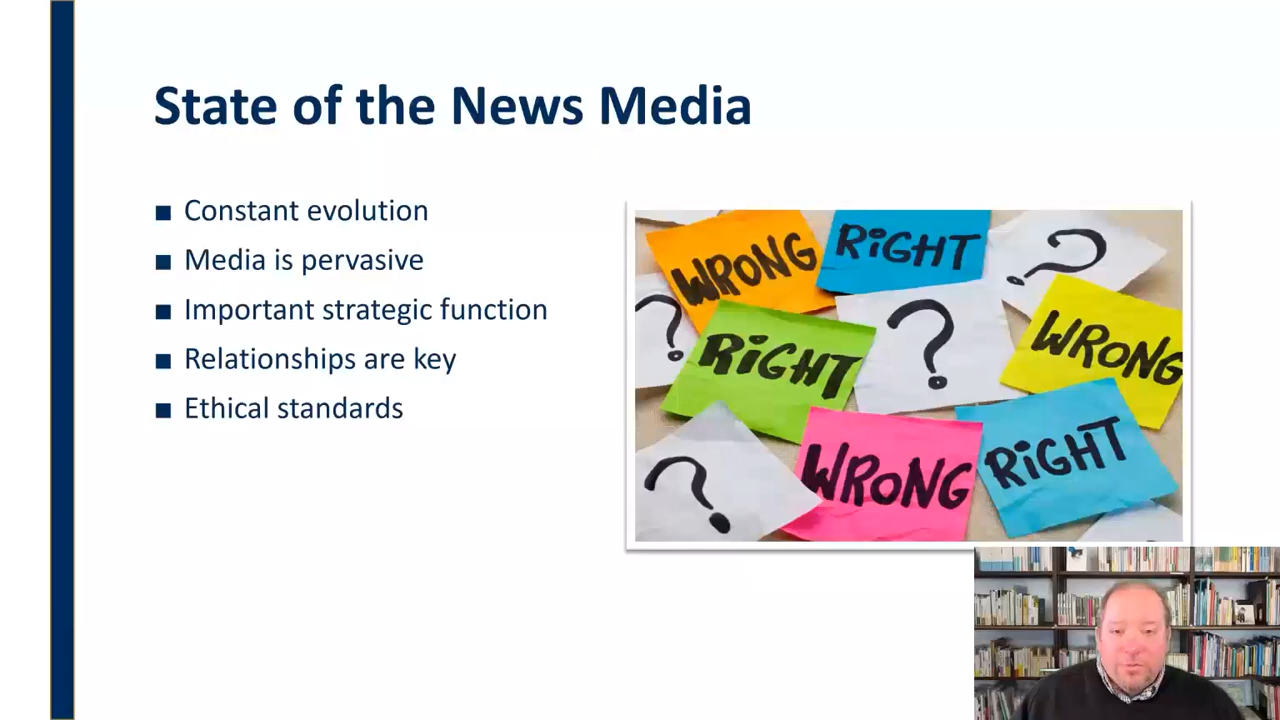 State of the News Media
Constant evolution
Media is pervasive
Important strategic function
Relationships are key
Ethical standards
WRONG
RiGHT
?
?
RiGHT
?
WRONG
?
WRONG
RiGHT